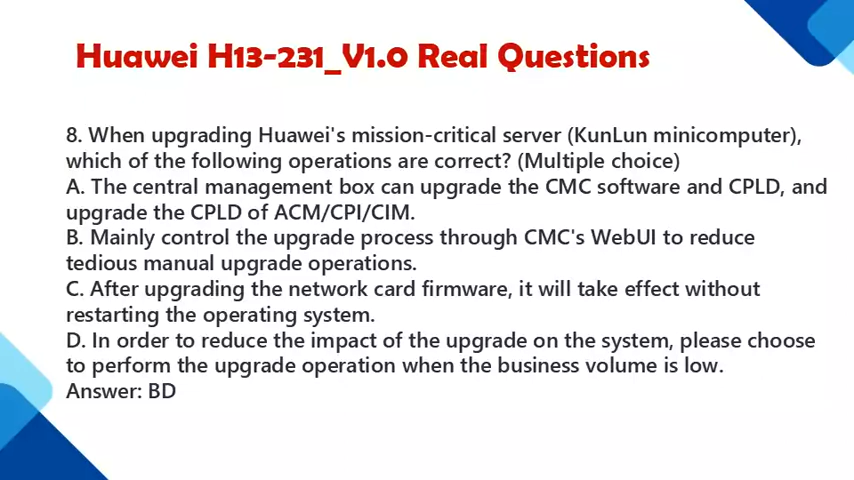 Huawei H13-231_V1.0 Real Questions
8. When upgrading Huawei's mission-critical server (KunLun minicomputer),
which of the following operations are correct? (Multiple choice)
A. The central management box can upgrade the CMC software and CPLD, and
upgrade the CPLD of ACM/CPI/CIM.
B. Mainly control the upgrade process through CMC's WebUI to reduce
tedious manual upgrade operations.
C. After upgrading the network card firmware, it will take effect without
restarting the operating system.
D. In order to reduce the impact of the upgrade on the system, please choose
to perform the upgrade operation when the business volume is low.
Answer: BD